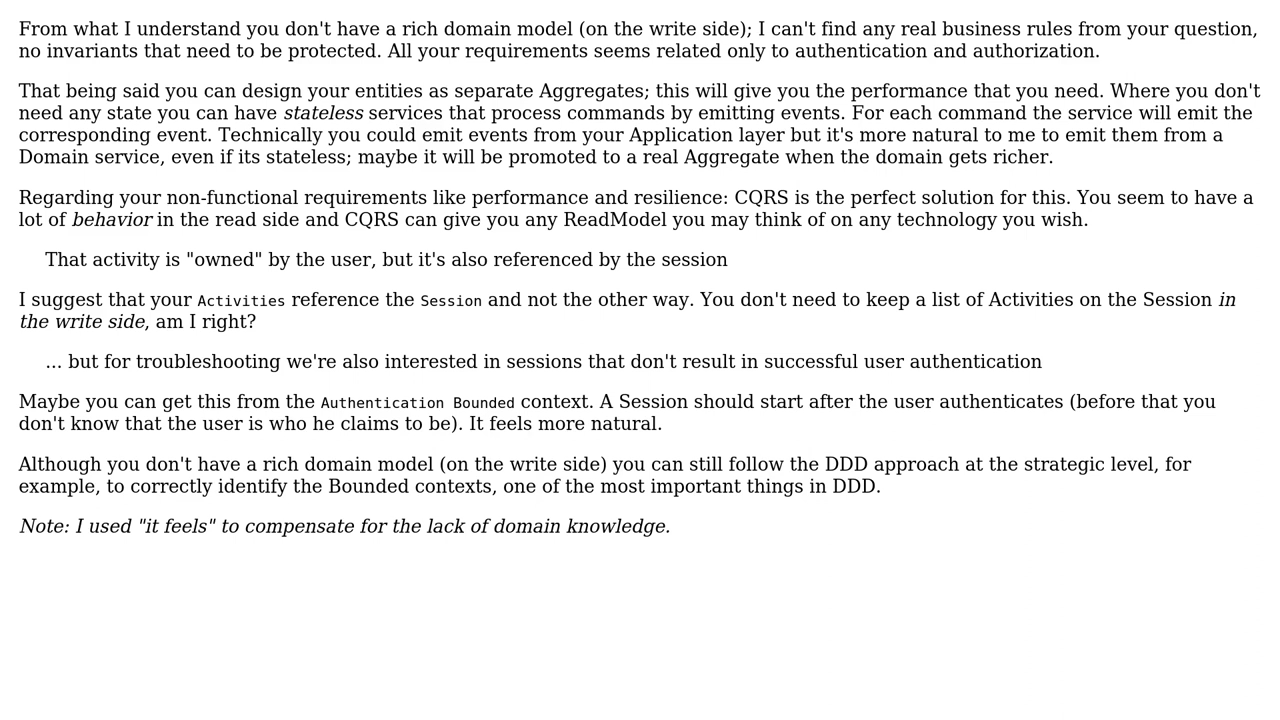 From what I understand you don't have a rich domain model (on the write side); I can't find any real business rules from your question,
no invariants that need to be protected. All your requirements seems related only to authentication and authorization.
That being said you can design your entities as separate Aggregates; this will give you the performance that you need. Where you don't
need any state you can have stateless services that process commands by emitting events. For each command the service will emit the
corresponding event. Technically you could emit events from your Application layer but it's more natural to me to emit them from a
Domain service, even if its stateless; maybe it will be promoted to a real Aggregate when the domain gets richer.
Regarding your non-functional requirements like performance and resilience: CQRS is the perfect solution for this. You seem to have a
lot of behavior in the read side and CQRS can give you any ReadModel you may think of on any technology you wish.
That activity is "owned" by the user, but it's also referenced by the session
I suggest that your Activities reference the Session and not the other way. You don't need to keep a list of Activities on the Session in
the write side, am I right?
... but for troubleshooting we're also interested in sessions that don't result in successful user authentication
Maybe you can get this from the Authentication Bounded context. A Session should start after the user authenticates (before that you
don't know that the user is who he claims to be). It feels more natural.
Although you don't have a rich domain model (on the write side) you can still follow the DDD approach at the strategic level, for
example, to correctly identify the Bounded contexts, one of the most important things in DDD.
Note: I used "it feels" to compensate for the lack of domain knowledge.